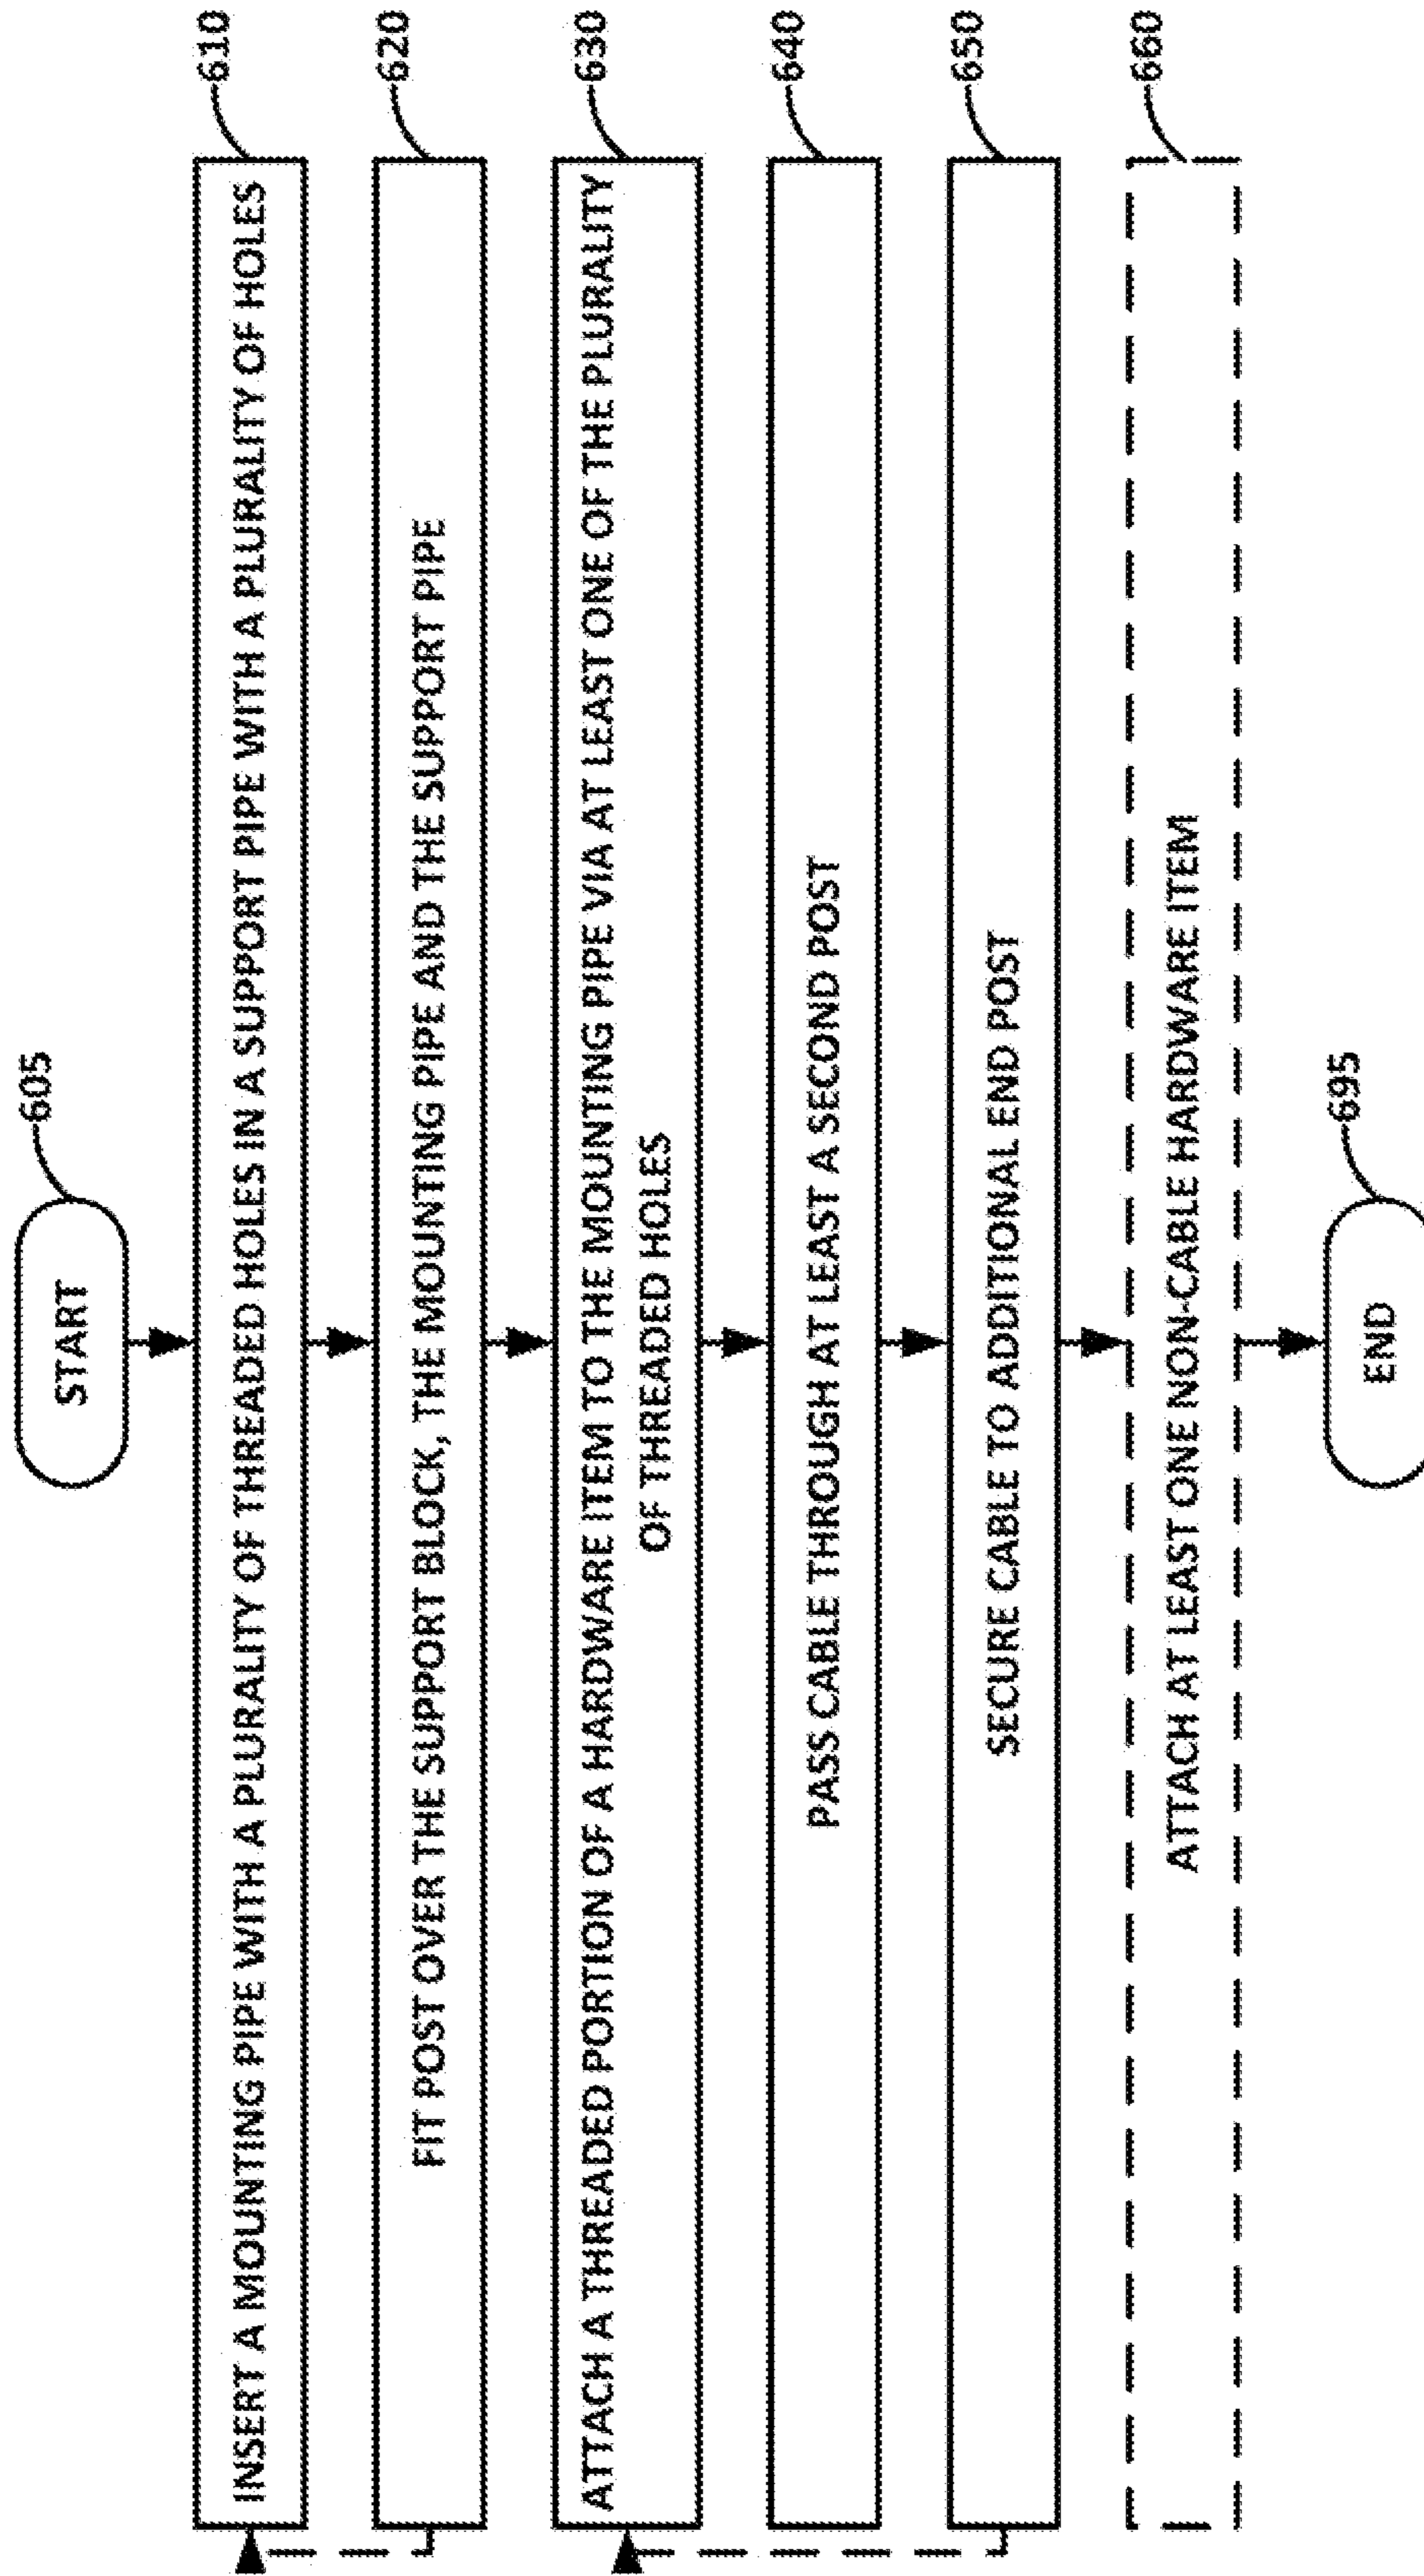 605
START
610
INSERT A MOUNTING PIPE WITH A PLURALITY OF THREADED HOLES IN A SUPPORT PIPE WITH A PLURALITY OF HOLES
620
FIT POST OVER THE SUPPORT BLOCK, THE MOUNTING PIPE AND THE SUPPORT PIPE
630
ATTACH A THREADED PORTION OF A HARDWARE ITEM TO THE MOUNTING PIPE VIA AT LEAST ONE OF THE PLURALITY
OF THREADED HOLES
640
PASS CABLE THROUGH AT LEAST A SECOND POST
650
SECURE CABLE TO ADDITIONAL END POST
660
ATTACH AT LEAST ONE NON-CABLE HARDWARE ITEM
695
END